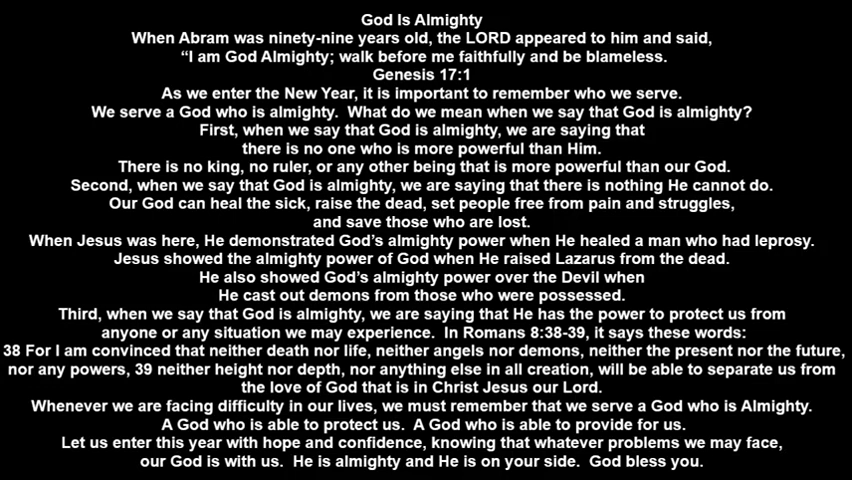 God Is Almighty
When Abram was ninety-nine years old, the LORD appeared to him and said,
“I am God Almighty; walk before me faithfully and be blameless.
Genesis 17:1
As we enter the New Year, it is important to remember who we serve.
We serve a God who is almighty.  What do we mean when we say that God is almighty?
First, when we say that God is almighty, we are saying that
there is no one who is more powerful than Him.
There is no king, no ruler, or any other being that is more powerful than our God.
Second, when we say that God is almighty, we are saying that there is nothing He cannot do.
Our God can heal the sick, raise the dead, set people free from pain and struggles,
and save those who are lost.
When Jesus was here, He demonstrated God’s almighty power when He healed a man who had leprosy.
Jesus showed the almighty power of God when He raised Lazarus from the dead.
He also showed God’s almighty power over the Devil when
He cast out demons from those who were possessed.
Third, when we say that God is almighty, we are saying that He has the power to protect us from
anyone or any situation we may experience.  In Romans 8:38-39, it says these words:
38 For I am convinced that neither death nor life, neither angels nor demons, neither the present nor the future,
nor any powers, 39 neither height nor depth, nor anything else in all creation, will be able to separate us from
the love of God that is in Christ Jesus our Lord.
Whenever we are facing difficulty in our lives, we must remember that we serve a God who is Almighty.
A God who is able to protect us.  A God who is able to provide for us.
Let us enter this year with hope and confidence, knowing that whatever problems we may face,
our God is with us.  He is almighty and He is on your side.  God bless you.